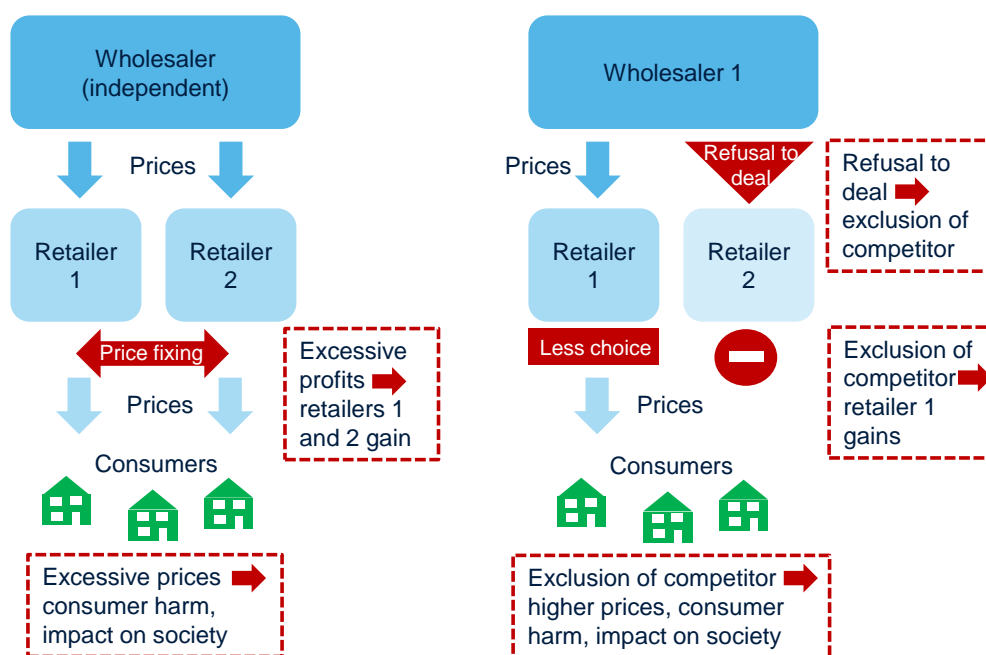 Wholesaler
(independent)
Prices
Retailer
1
Retailer
2
Price fixing
Excessive
profits
retailers 1
and 2 gain
Prices
Consumers
Excessive prices
consumer harm,
impact on society
Wholesaler 1
Prices
Refusal to
deal
Refusal to
deal
exclusion of
competitor
Retailer
1
Retailer
2
Less choice
Exclusion of
competitor
retailer 1
gains
Prices
Consumers
Exclusion of competitor
higher prices, consumer
harm, impact on society